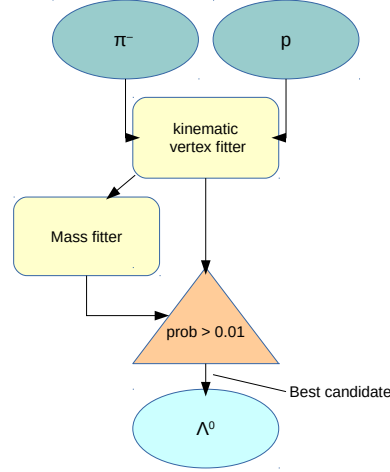 π⁻
p
kinematic
vertex fitter
Mass fitter
prob > 0.01
Best candidate
Λ⁰